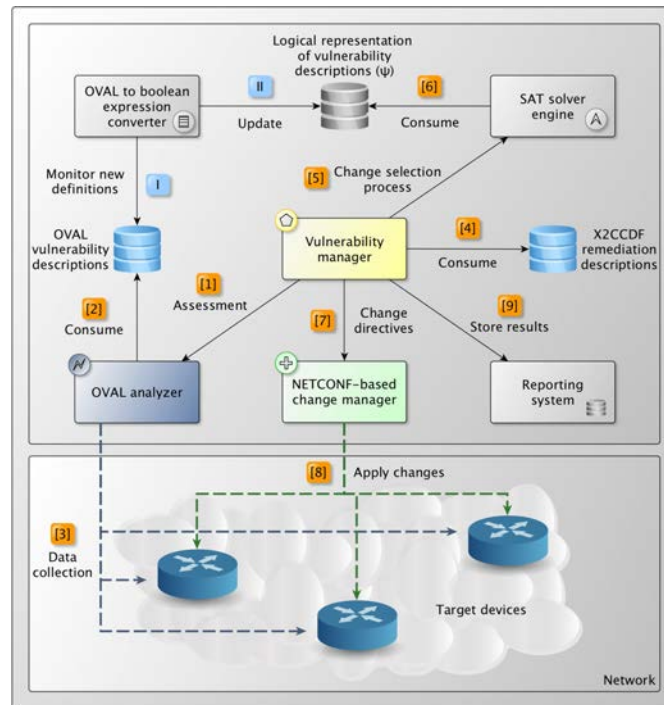 Logical representation
of vulnerability
descriptions (ψ)
OVAL to boolean
expression
converter
II
Update
[6]
Consume
SAT solver
engine
Monitor new
definitions
I
[5]
Change selection
process
OVAL
vulnerability
descriptions
Vulnerability
manager
[4]
Consume
X2CCDF
remediation
descriptions
[2]
Consume
[1]
Assessment
[7]
Change
directives
[9]
Store results
OVAL analyzer
NETCONF-based
change manager
Reporting
system
[8]
Apply changes
[3]
Data
collection
Target devices
Network